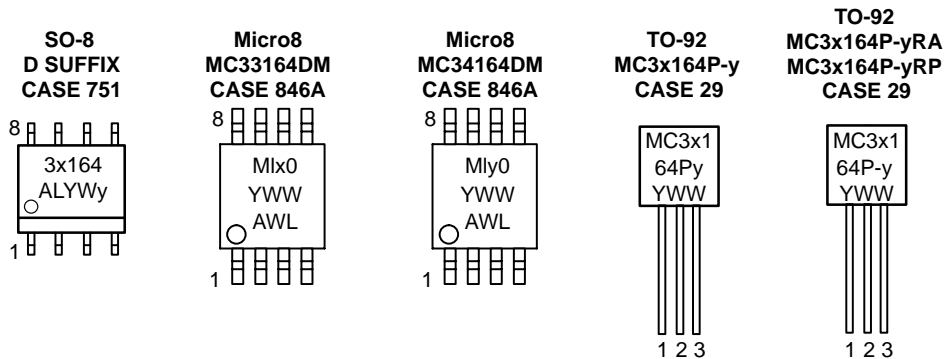 SO-8
D SUFFIX
CASE 751
8
3x164
ALYWy
1
Micro8
MC33164DM
CASE 846A
8
MIx0
YWW
AWL
1
Micro8
MC34164DM
CASE 846A
8
MIy0
YWW
AWL
1
TO-92
MC3x164P-y
CASE 29
MC3x1
64Py
YWW
1 2 3
TO-92
MC3x164P-yRA
MC3x164P-yRP
CASE 29
MC3x1
64P-y
YWW
1 2 3